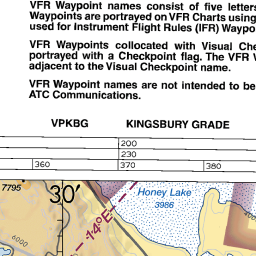 VFR Waypoint names consist of five letters
Waypoints are portrayed on VFR Charts using
used for Instrument Flight Rules (IFR) Waypo
VFR Waypoints collocated with Visual Che
portrayed with a Checkpoint flag. The VFR W
adjacent to the Visual Checkpoint name.
VFR Waypoint names are not intended to be
ATC Communications.
VPKBG KINGSBURY GRADE
200
230
360 370 380
7795 30′ Honey Lake
3986
14°E
6000